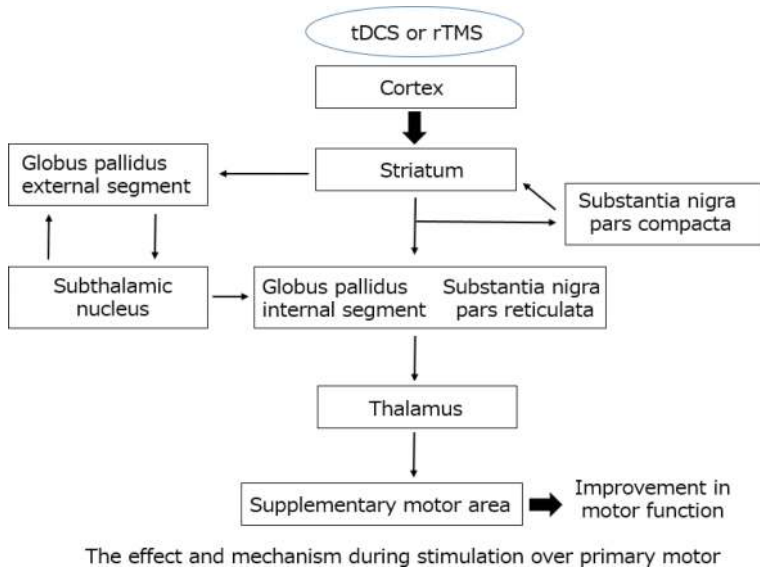 tDCS or rTMS
Cortex
Striatum
Globus pallidus
external segment
Substantia nigra
pars compacta
Subthalamic
nucleus
Globus pallidus
internal segment
Substantia nigra
pars reticulata
Thalamus
Supplementary motor area
Improvement in
motor function
The effect and mechanism during stimulation over primary motor